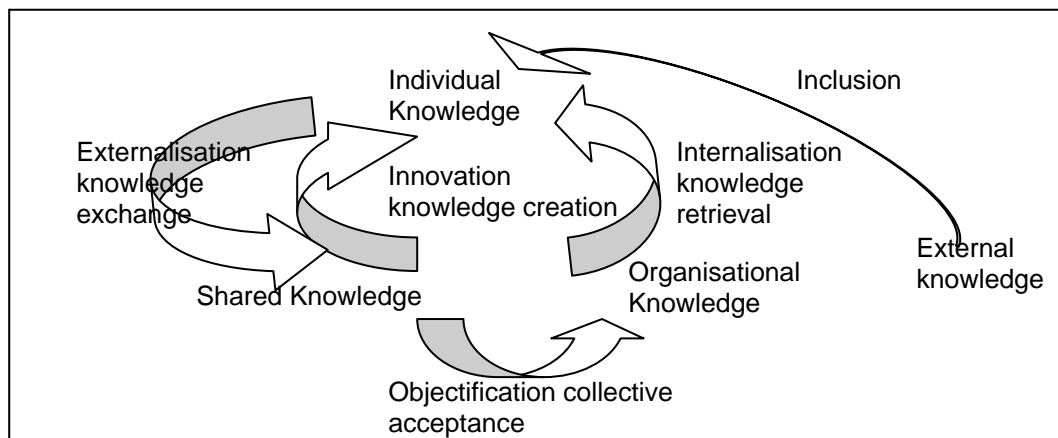 Individual
Knowledge
Inclusion
Externalisation
knowledge
exchange
Innovation
knowledge creation
Internalisation
knowledge
retrieval
External
knowledge
Shared Knowledge
Organisational
Knowledge
Objectification collective
acceptance